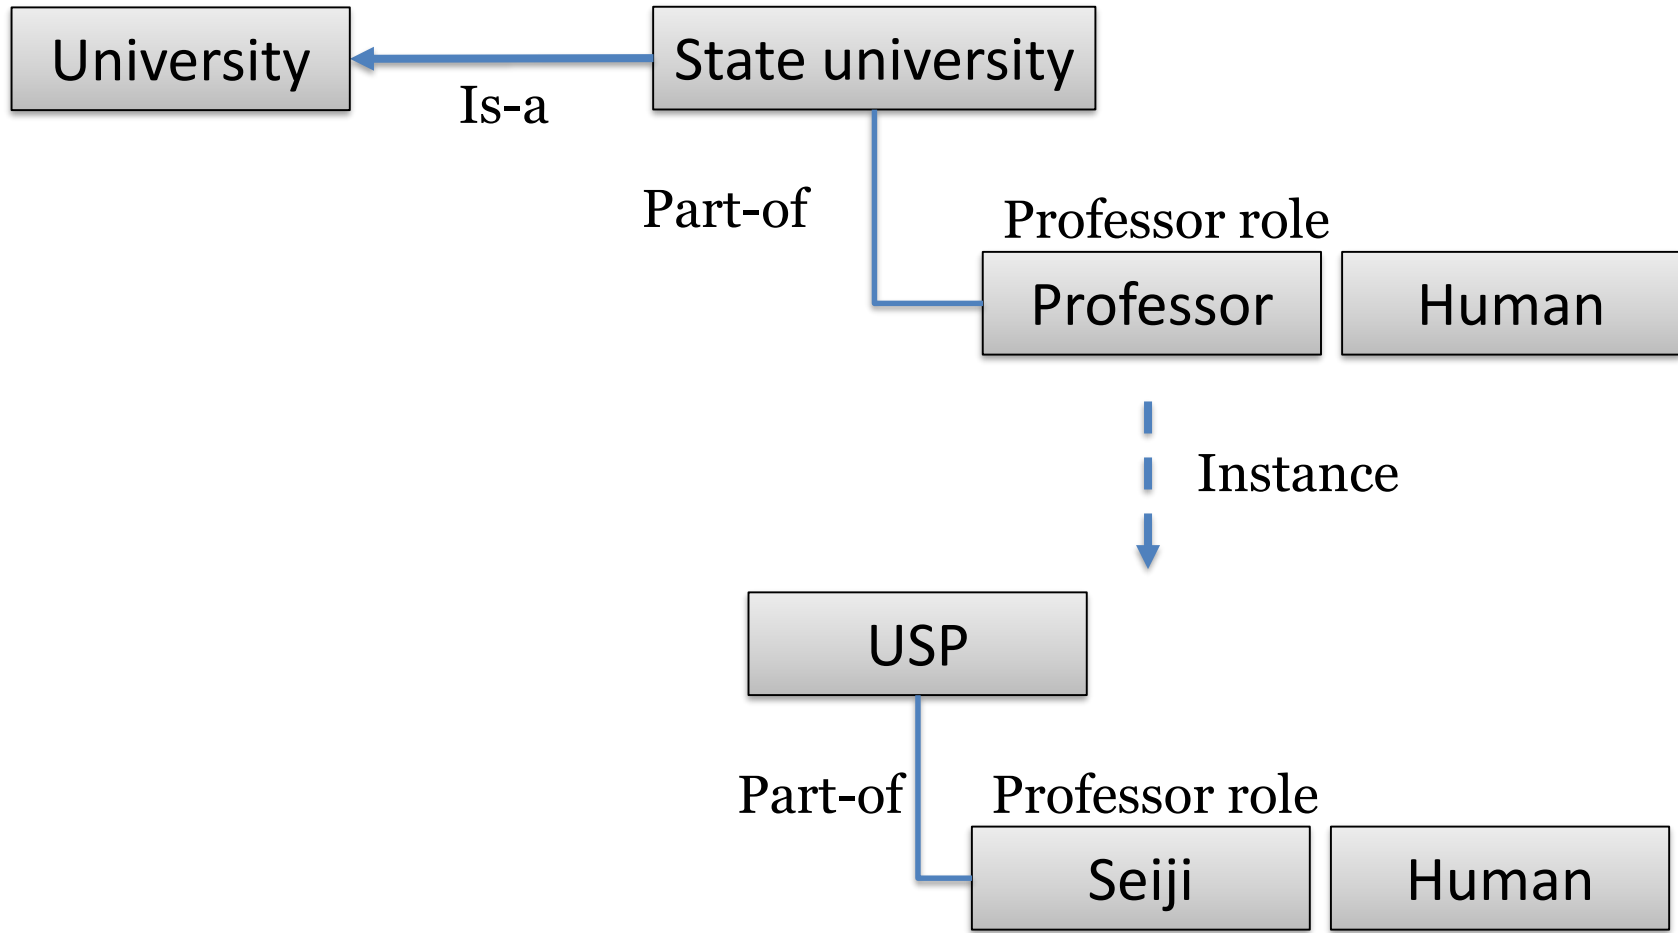 University
State university
Is-a
Part-of
Professor role
Professor
Human
Instance
USP
Part-of
Professor role
Seiji
Human